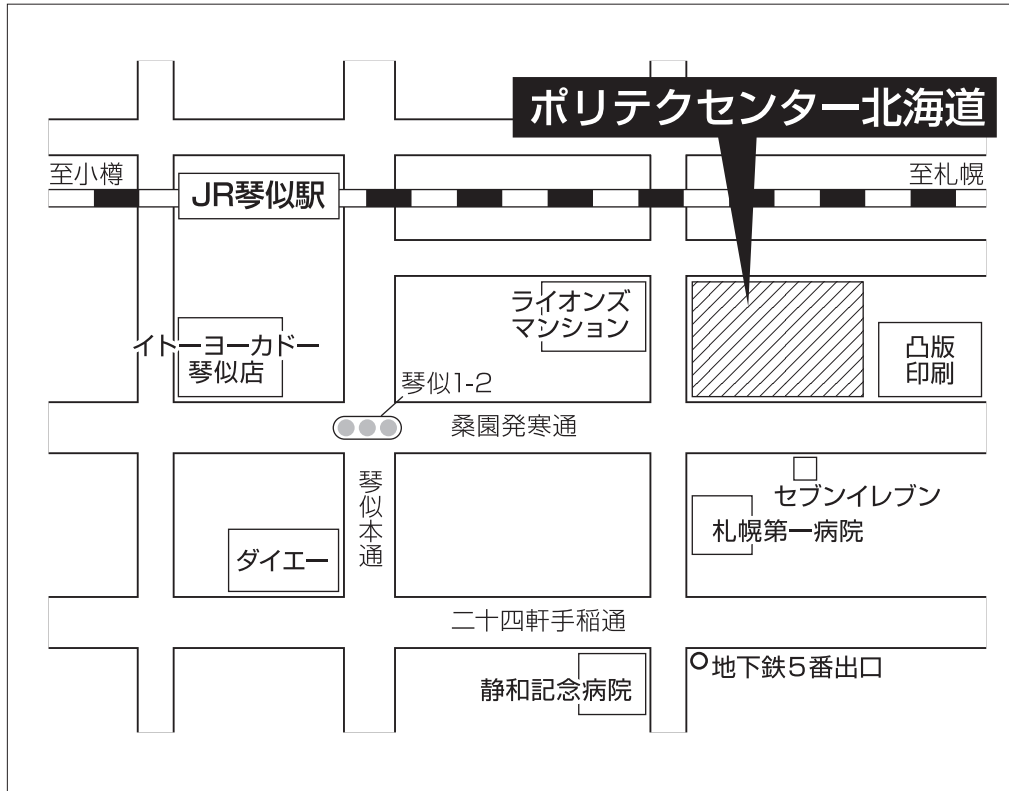 ポリテクセンター北海道
至小樽
至札幌
JR琴似駅
ライオンズ
マンション
イトーヨーカドー
琴似店
凸版
印刷
琴似1-2
桑園発寒通
琴似本通
セブンイレブン
札幌第一病院
ダイエー
二十四軒手稲通
地下鉄5番出口
静和記念病院